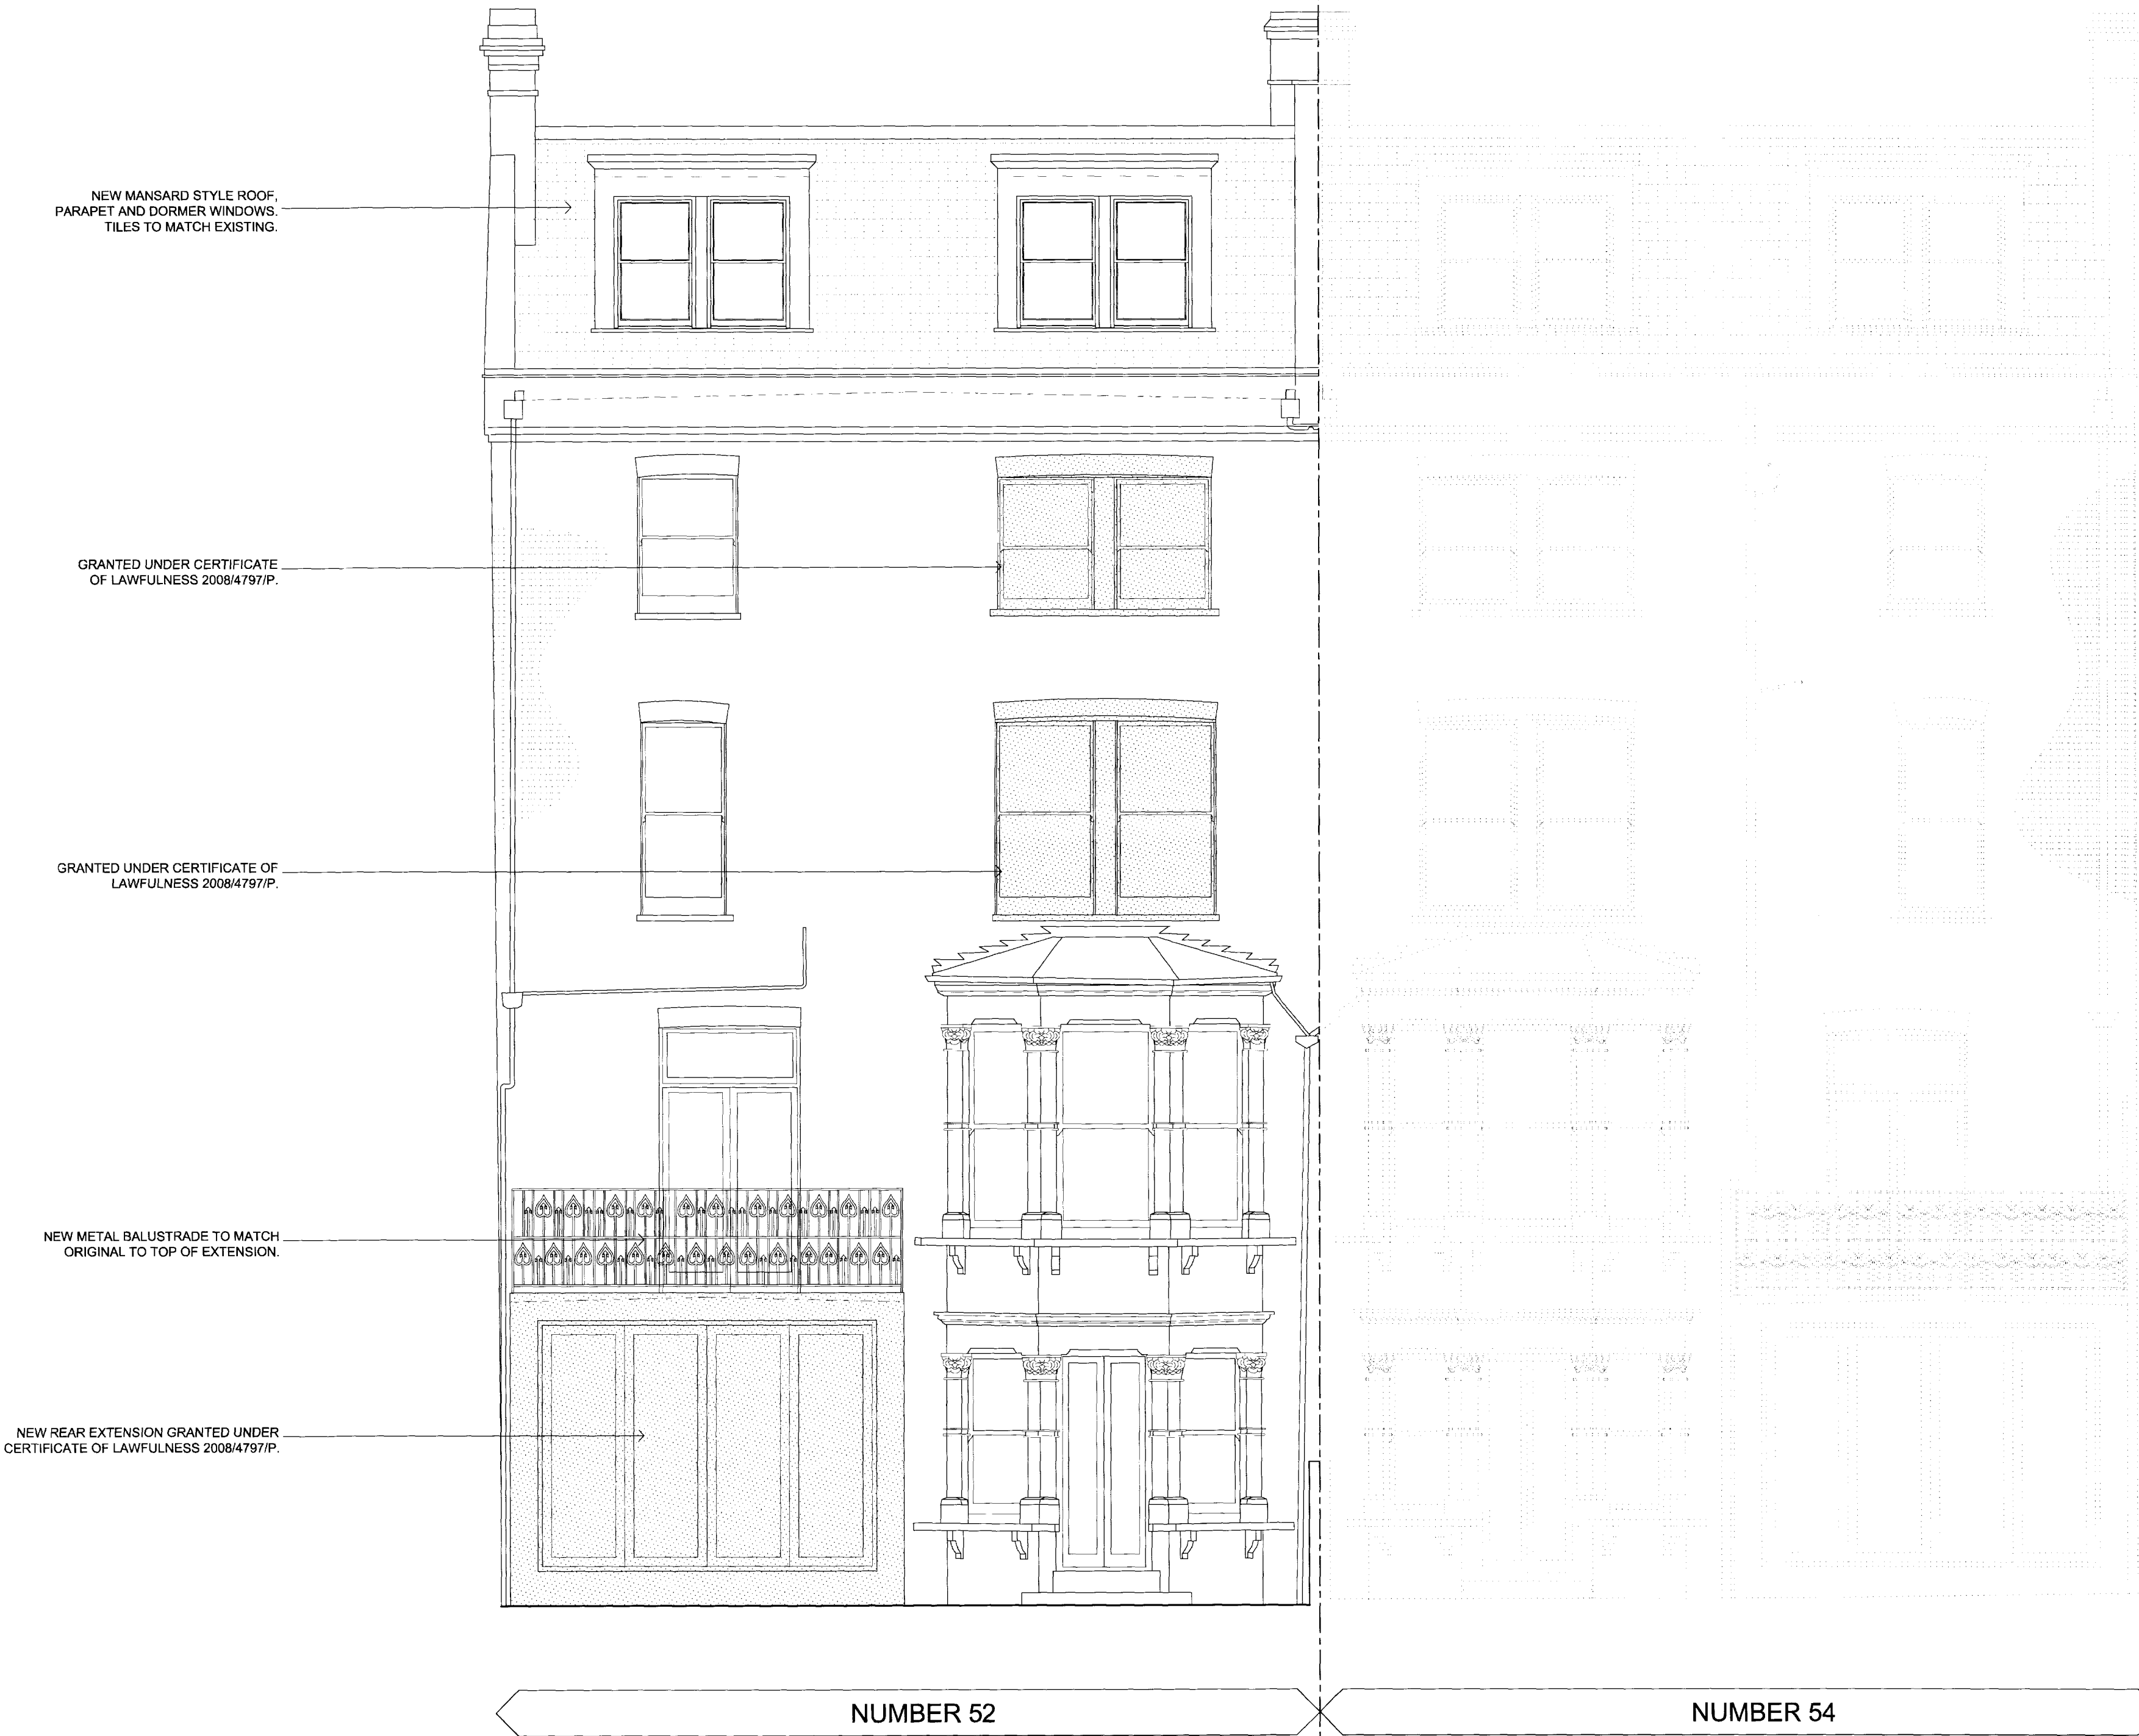 NEW MANSARD STYLE ROOF,
PARAPET AND DORMER WINDOWS.
TILES TO MATCH EXISTING.
GRANTED UNDER CERTIFICATE
OF LAWFULNESS 2008/4797/P.
GRANTED UNDER CERTIFICATE OF
LAWFULNESS 2008/4797/P.
NEW METAL BALUSTRADE TO MATCH
ORIGINAL TO TOP OF EXTENSION.
NEW REAR EXTENSION GRANTED UNDER
CERTIFICATE OF LAWFULNESS 2008/4797/P.
NUMBER 52
NUMBER 54